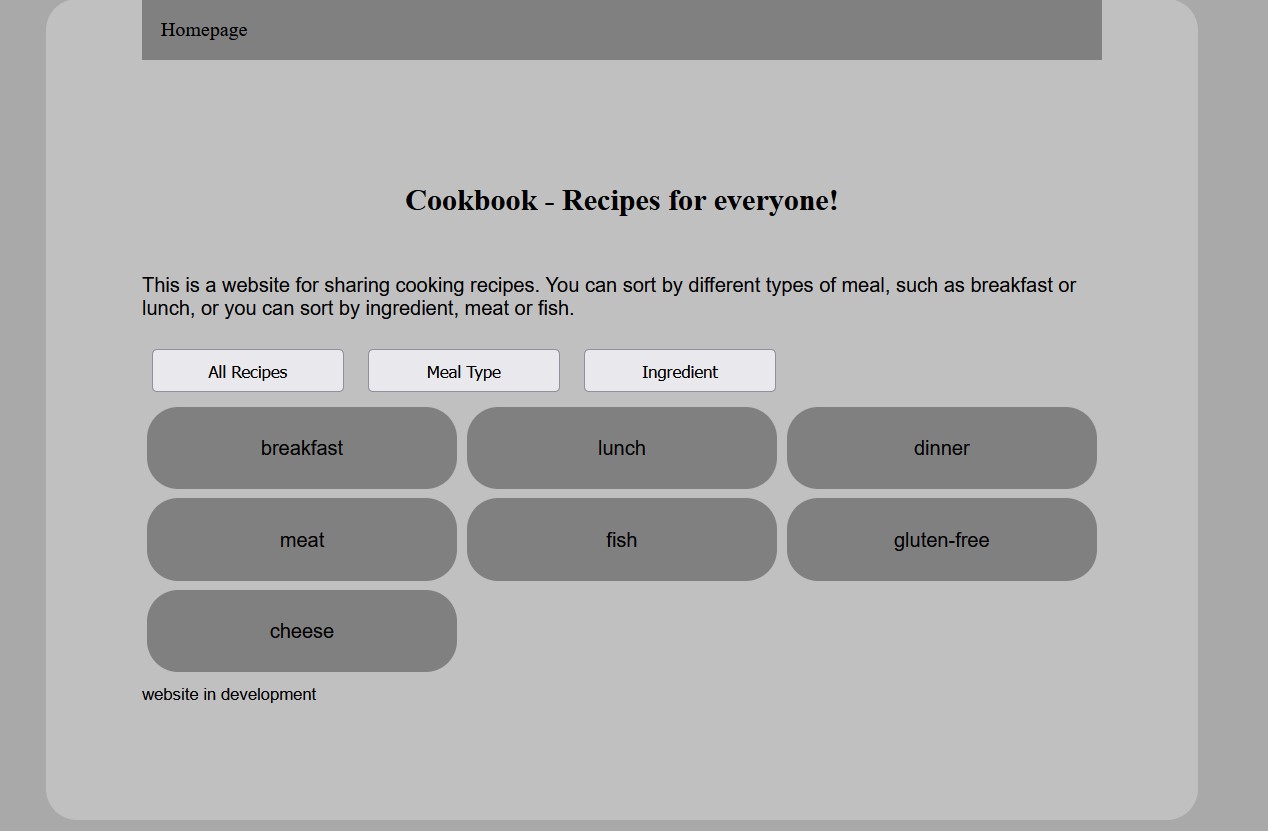 Homepage
Cookbook - Recipes for everyone!
This is a website for sharing cooking recipes. You can sort by different types of meal, such as breakfast or
lunch, or you can sort by ingredient, meat or fish.
All Recipes Meal Type Ingredient
breakfast lunch dinner
meat fish gluten-free
cheese
website in development